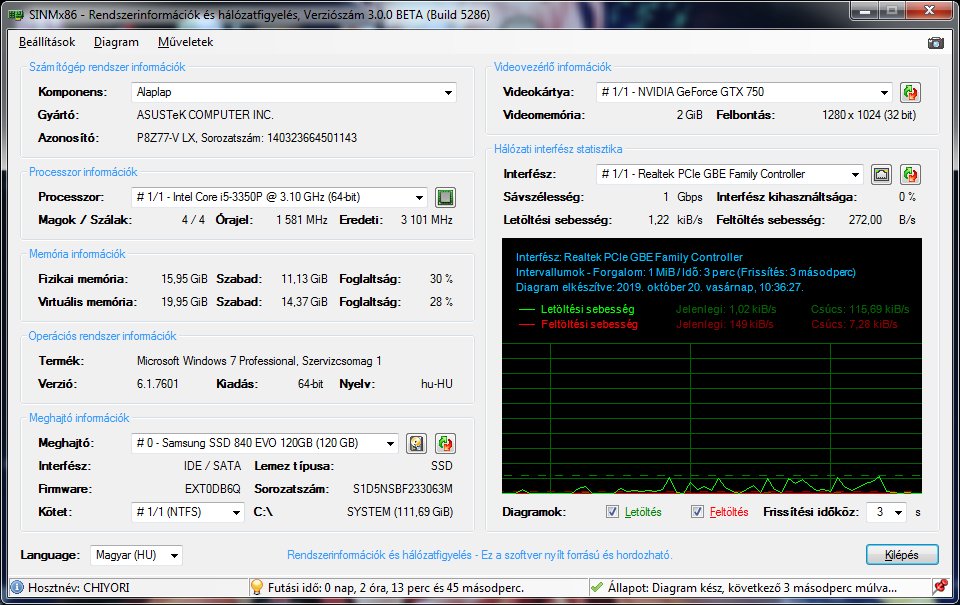 SINMx86 - Rendszerinformációk és hálózatfigyelés, Verziószám 3.0.0 BETA (Build 5286)
Beállítások Diagram Műveletek
Számítógép rendszer információk
Komponens: Alaplap
Gyártó: ASUSTeK COMPUTER INC.
Azonosító: P8Z77-V LX, Sorozatszám: 140323664501143
Processzor információk
Processzor: # 1/1 - Intel Core i5-3350P @ 3.10 GHz (64-bit)
Magok / Szálak: 4 / 4 Órajel: 1 581 MHz Eredeti: 3 101 MHz
Memória információk
Fizikai memória: 15,95 GiB Szabad: 11,13 GiB Foglaltság: 30 %
Virtuális memória: 19,95 GiB Szabad: 14,37 GiB Foglaltság: 28 %
Operációs rendszer információk
Termék: Microsoft Windows 7 Professional, Szervizcsomag 1
Verzió: 6.1.7601 Kiadás: 64-bit Nyelv: hu-HU
Meghajtó információk
Meghajtó: # 0 - Samsung SSD 840 EVO 120GB (120 GB)
Interfész: IDE / SATA Lemez típusa: SSD
Firmware: EXT0DB6Q Sorozatszám: S1D5NSBF233063M
Kötet: # 1/1 (NTFS) C:\ SYSTEM (111,69 GiB)
Videovezérlő információk
Videokártya: # 1/1 - NVIDIA GeForce GTX 750
Videomemória: 2 GiB Felbontás: 1280 x 1024 (32 bit)
Hálózati interfész statisztika
Interfész: # 1/1 - Realtek PCIe GBE Family Controller
Sávszélesség: 1 Gbps Interfész kihasználtsága: 0 %
Letöltési sebesség: 1,22 kiB/s Feltöltés sebesség: 272,00 B/s
Interfész: Realtek PCIe GBE Family Controller
Intervallumok - Forgalom: 1 MiB / Idő: 3 perc (Frissítés: 3 másodperc)
Diagram elkészítve: 2019. október 20. vasárnap, 10:36:27.
Letöltési sebesség Jelenlegi: 1,02 kiB/s Csúcs: 115,89 kiB/s
Feltöltési sebesség Jelenlegi: 149 kiB/s Csúcs: 7,28 kiB/s
Diagramok: Letöltés Feltöltés Frissítési időköz: 3 s
Language: Magyar (HU) Rendszerinformációk és hálózatfigyelés - Ez a szoftver nyílt forrású és hordozható. Kilépés
Hosztnév: CHIYORI Futási idő: 0 nap, 2 óra, 13 perc és 45 másodperc. Állapot: Diagram kész, következő 3 másodperc múlva...